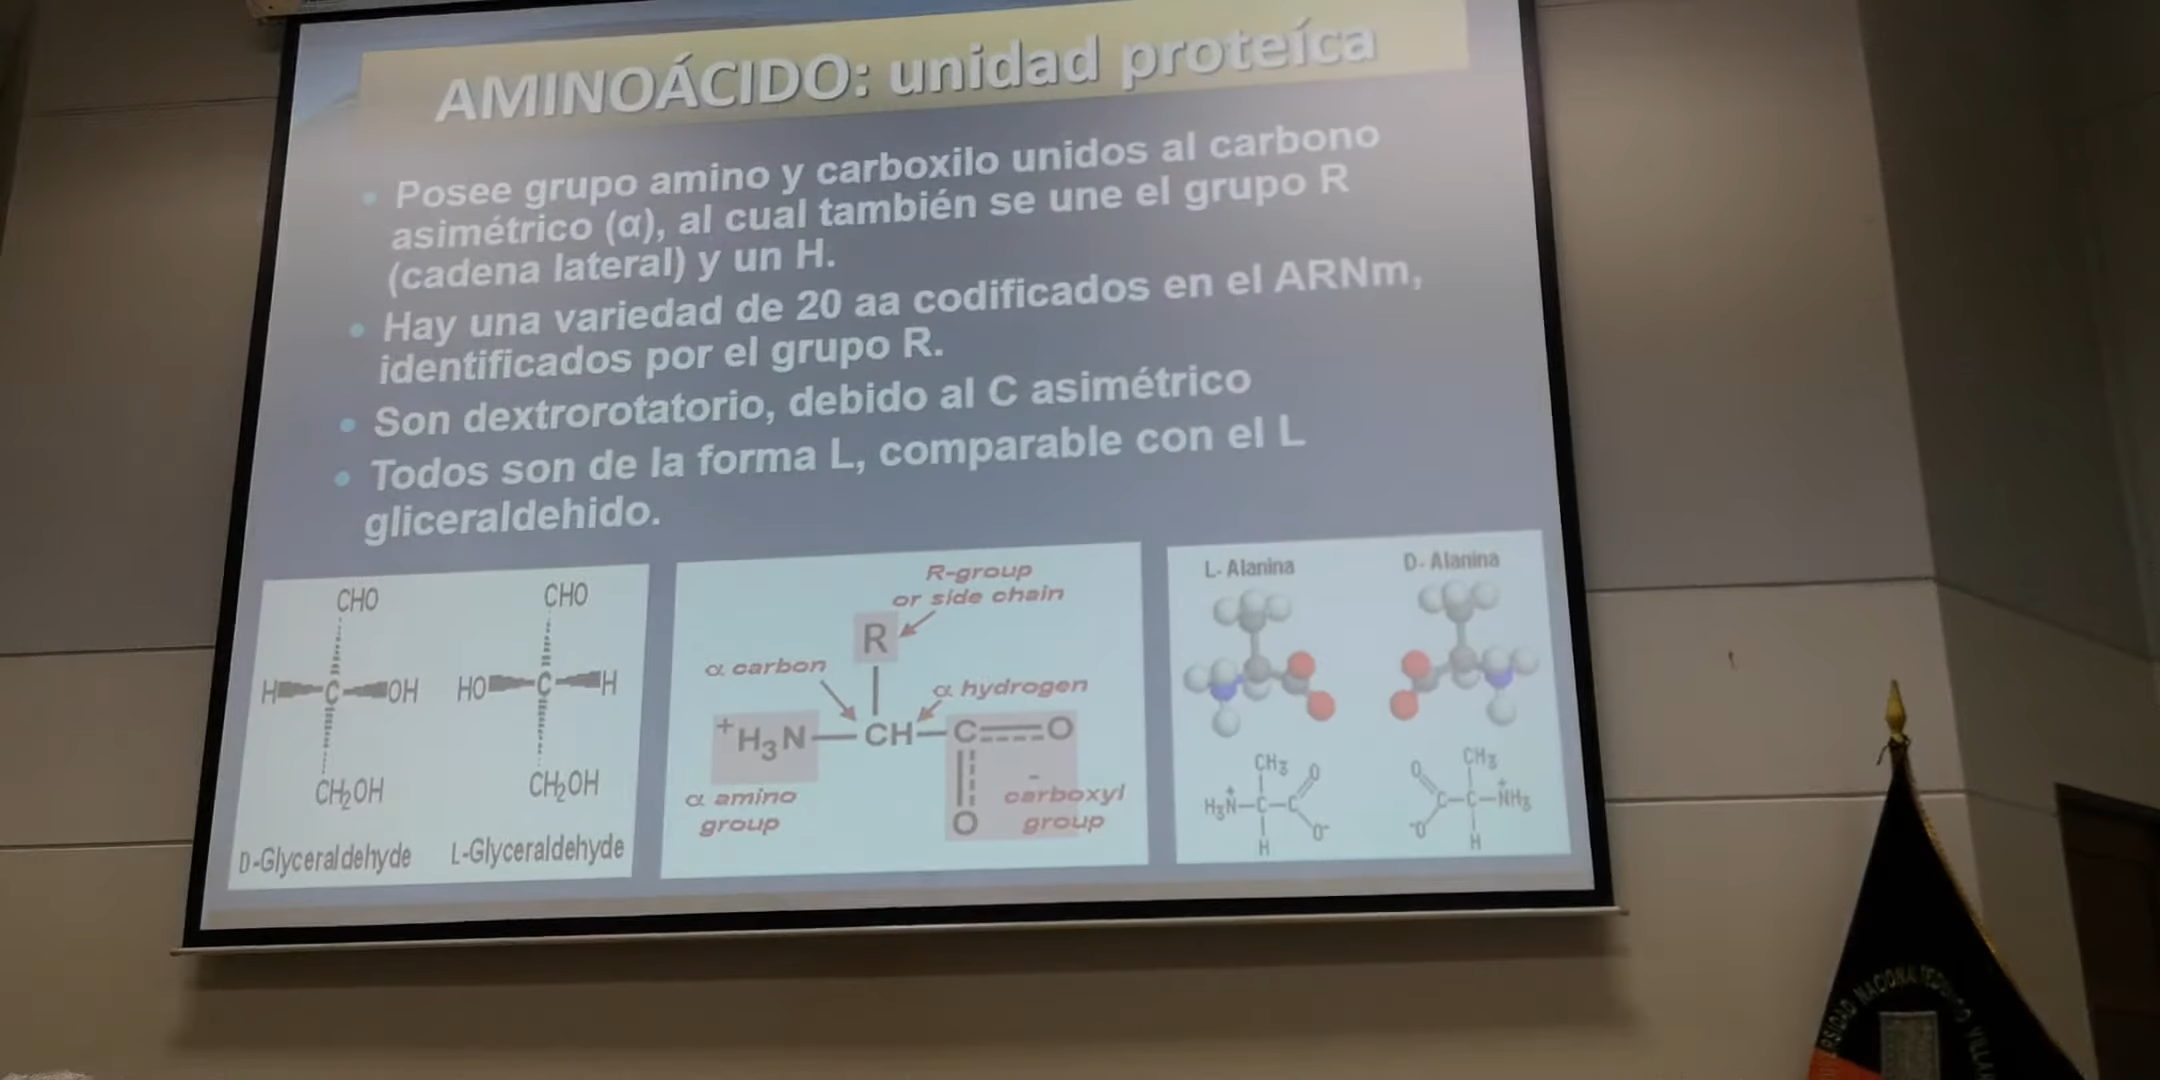 AMINOÁCIDO: unidad proteíca
• Posee grupo amino y carboxilo unidos al carbono
asimétrico (α), al cual también se une el grupo R
(cadena lateral) y un H.
• Hay una variedad de 20 aa codificados en el ARNm,
identificados por el grupo R.
• Son dextrorotatorio, debido al C asimétrico
• Todos son de la forma L, comparable con el L
gliceraldehido.
CHO
H C OH
CH₂OH
D-Glyceraldehyde
CHO
HO C H
CH₂OH
L-Glyceraldehyde
R-group
or side chain
R
α carbon
α hydrogen
⁺H₃N—CH—C=O
O
-
α amino
group
carboxyl
group
L- Alanina
CH₃ O
H₃N⁺—C—C
O⁻
H
D- Alanina
O CH₃
C—C—N⁺H₃
⁻O
H
NACIONAL